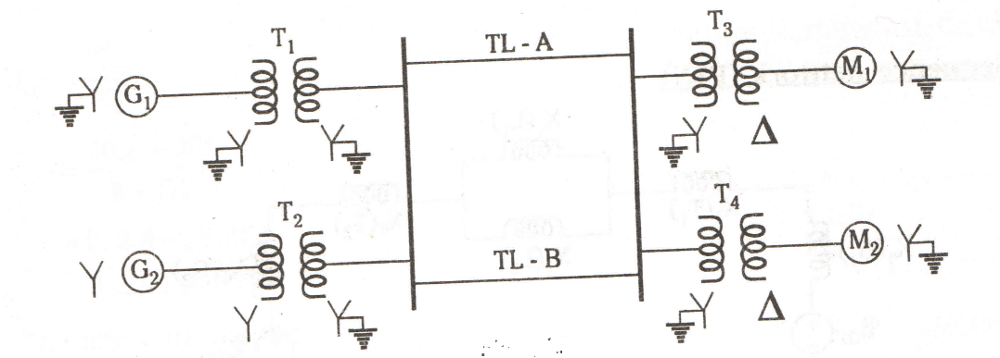 T1
TL - A
T3
G1
M1
Δ
T2
T4
G2
TL - B
M2
Δ